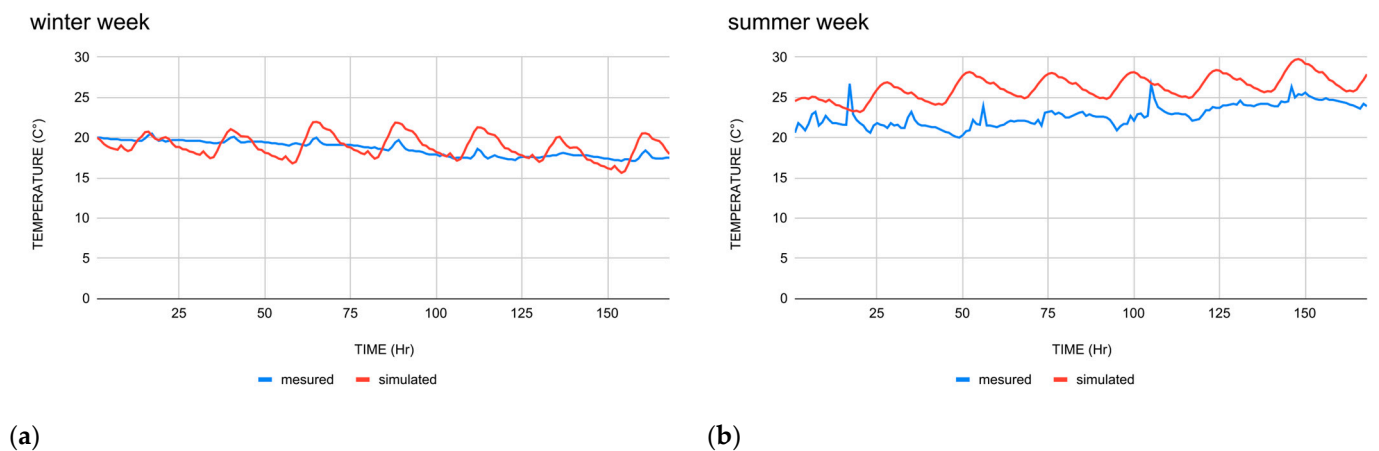 winter week
30
25
20
15
10
5
0
TEMPERATURE (C°)
25
50
75
100
125
150
TIME (Hr)
mesured simulated
(a)
summer week
30
25
20
15
10
5
0
TEMPERATURE (C°)
25
50
75
100
125
150
TIME (Hr)
mesured simulated
(b)